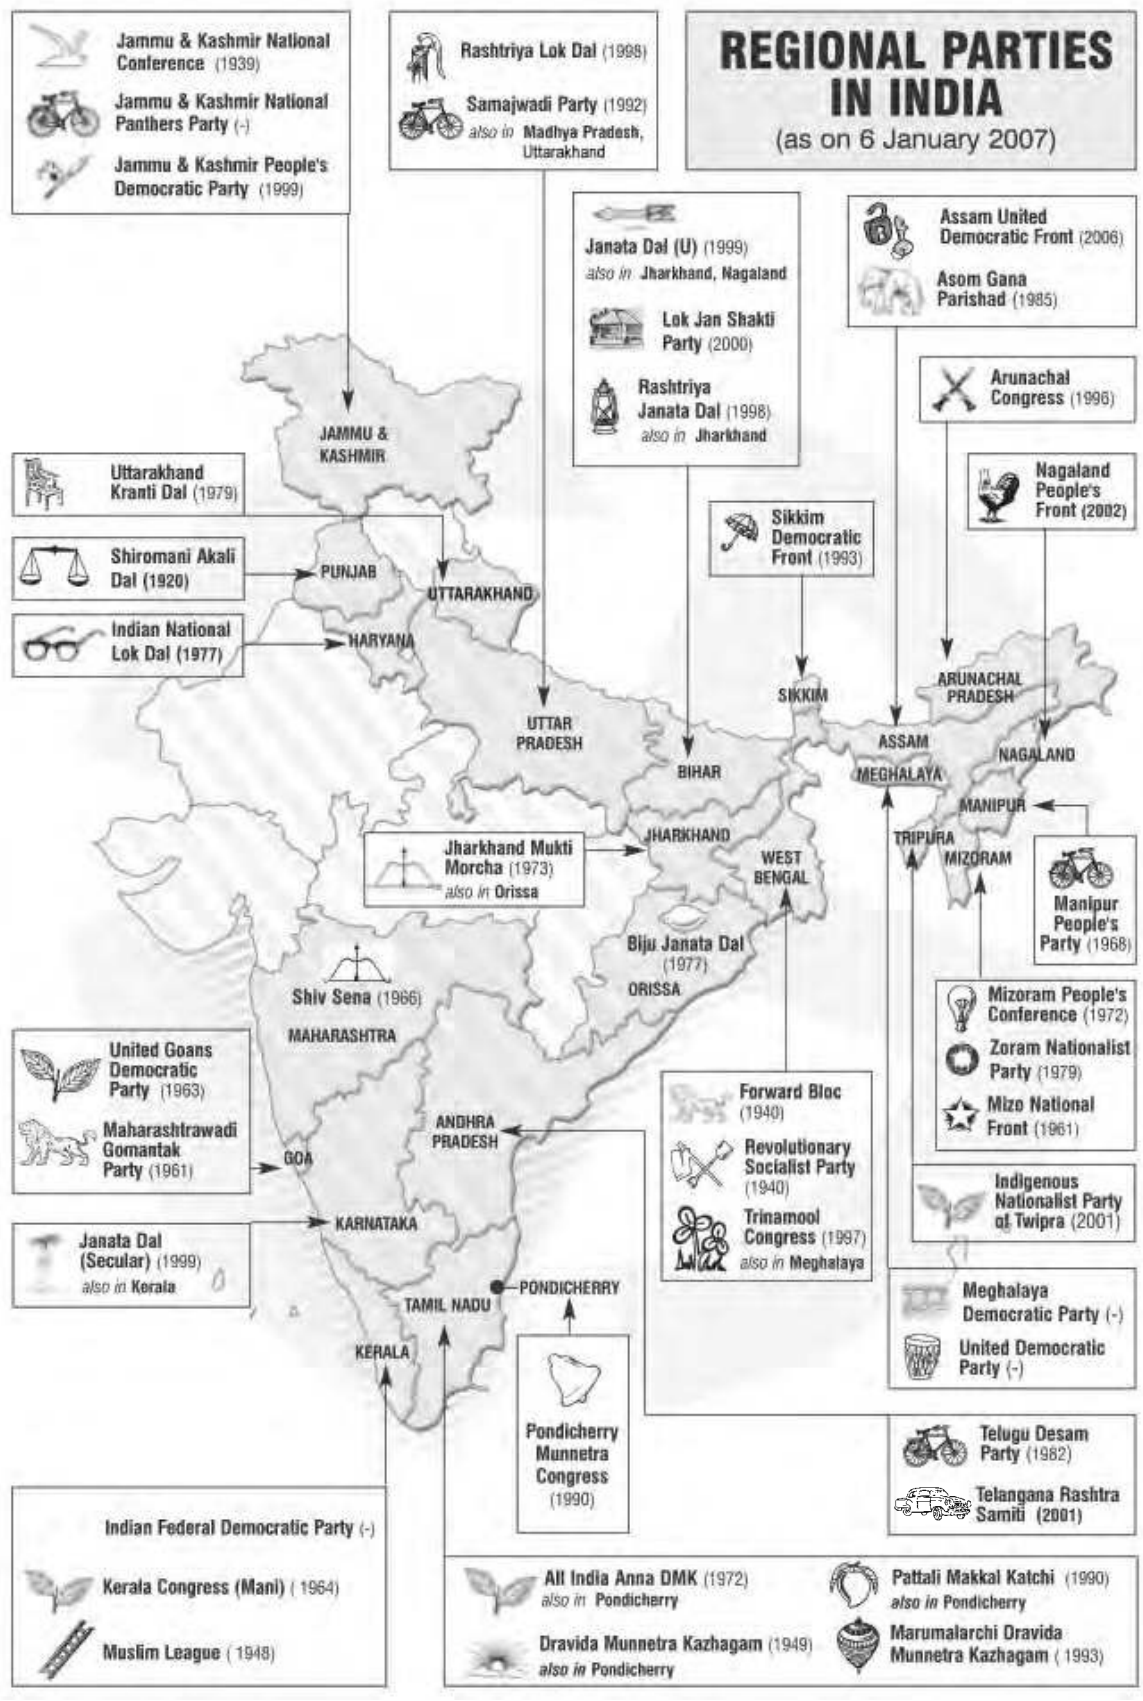 REGIONAL PARTIES
IN INDIA
(as on 6 January 2007)
Jammu & Kashmir National
Conference (1939)
Jammu & Kashmir National
Panthers Party (-)
Jammu & Kashmir People's
Democratic Party (1999)
Rashtriya Lok Dal (1998)
Samajwadi Party (1992)
also in Madhya Pradesh,
Uttarakhand
Janata Dal (U) (1999)
also in Jharkhand, Nagaland
Lok Jan Shakti
Party (2000)
Rashtriya
Janata Dal (1998)
also in Jharkhand
Assam United
Democratic Front (2006)
Asom Gana
Parishad (1985)
Arunachal
Congress (1996)
Nagaland
People's
Front (2002)
Sikkim
Democratic
Front (1993)
Uttarakhand
Kranti Dal (1979)
Shiromani Akali
Dal (1920)
Indian National
Lok Dal (1977)
JAMMU &
KASHMIR
PUNJAB
UTTARAKHAND
HARYANA
UTTAR
PRADESH
BIHAR
SIKKIM
ARUNACHAL
PRADESH
ASSAM
NAGALAND
MEGHALAYA
MANIPUR
TRIPURA
MIZORAM
JHARKHAND
WEST
BENGAL
Jharkhand Mukti
Morcha (1973)
also in Orissa
Manipur
People's
Party (1968)
Biju Janata Dal
(1977)
ORISSA
Shiv Sena (1966)
MAHARASHTRA
Mizoram People's
Conference (1972)
Zoram Nationalist
Party (1979)
Mizo National
Front (1961)
United Goans
Democratic
Party (1963)
Maharashtrawadi
Gomantak
Party (1961)
GOA
ANDHRA
PRADESH
Forward Bloc
(1940)
Revolutionary
Socialist Party
(1940)
Trinamool
Congress (1997)
also in Meghalaya
Indigenous
Nationalist Party
of Twipra (2001)
KARNATAKA
Janata Dal
(Secular) (1999)
also in Kerala
PONDICHERRY
TAMIL NADU
KERALA
Meghalaya
Democratic Party (-)
United Democratic
Party (-)
Pondicherry
Munnetra
Congress
(1990)
Telugu Desam
Party (1982)
Telangana Rashtra
Samiti (2001)
Indian Federal Democratic Party (-)
Kerala Congress (Mani) ( 1964)
Muslim League ( 1948)
All India Anna DMK (1972)
also in Pondicherry
Dravida Munnetra Kazhagam (1949)
also in Pondicherry
Pattali Makkal Katchi (1990)
also in Pondicherry
Marumalarchi Dravida
Munnetra Kazhagam ( 1993)